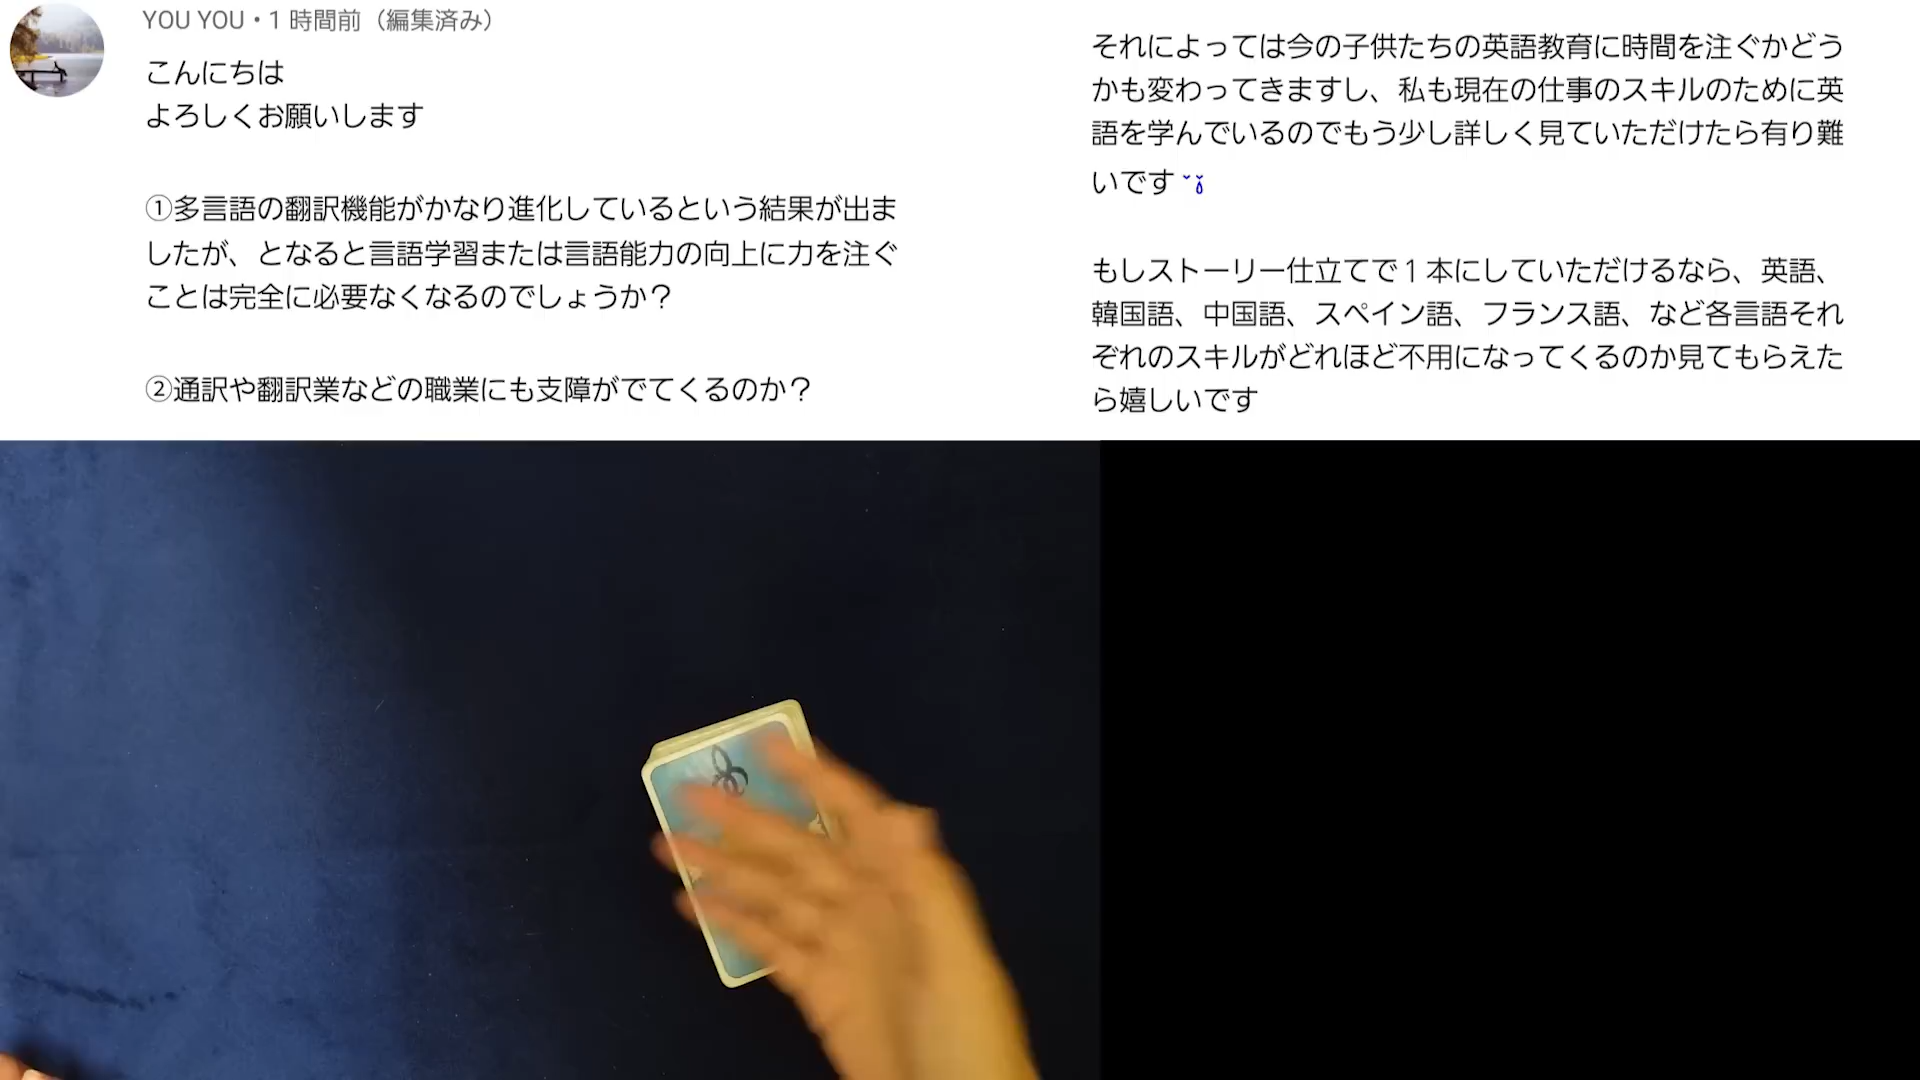 YOU YOU • 1 時間前（編集済み）
こんにちは
よろしくお願いします
①多言語の翻訳機能がかなり進化しているという結果が出ま
したが、となると言語学習または言語能力の向上に力を注ぐ
ことは完全に必要なくなるのでしょうか？
②通訳や翻訳業などの職業にも支障がでてくるのか？
それによっては今の子供たちの英語教育に時間を注ぐかどう
かも変わってきますし、私も現在の仕事のスキルのために英
語を学んでいるのでもう少し詳しく見ていただけたら有り難
いです
もしストーリー仕立てで１本にしていただけるなら、英語、
韓国語、中国語、スペイン語、フランス語、など各言語それ
ぞれのスキルがどれほど不用になってくるのか見てもらえた
ら嬉しいです